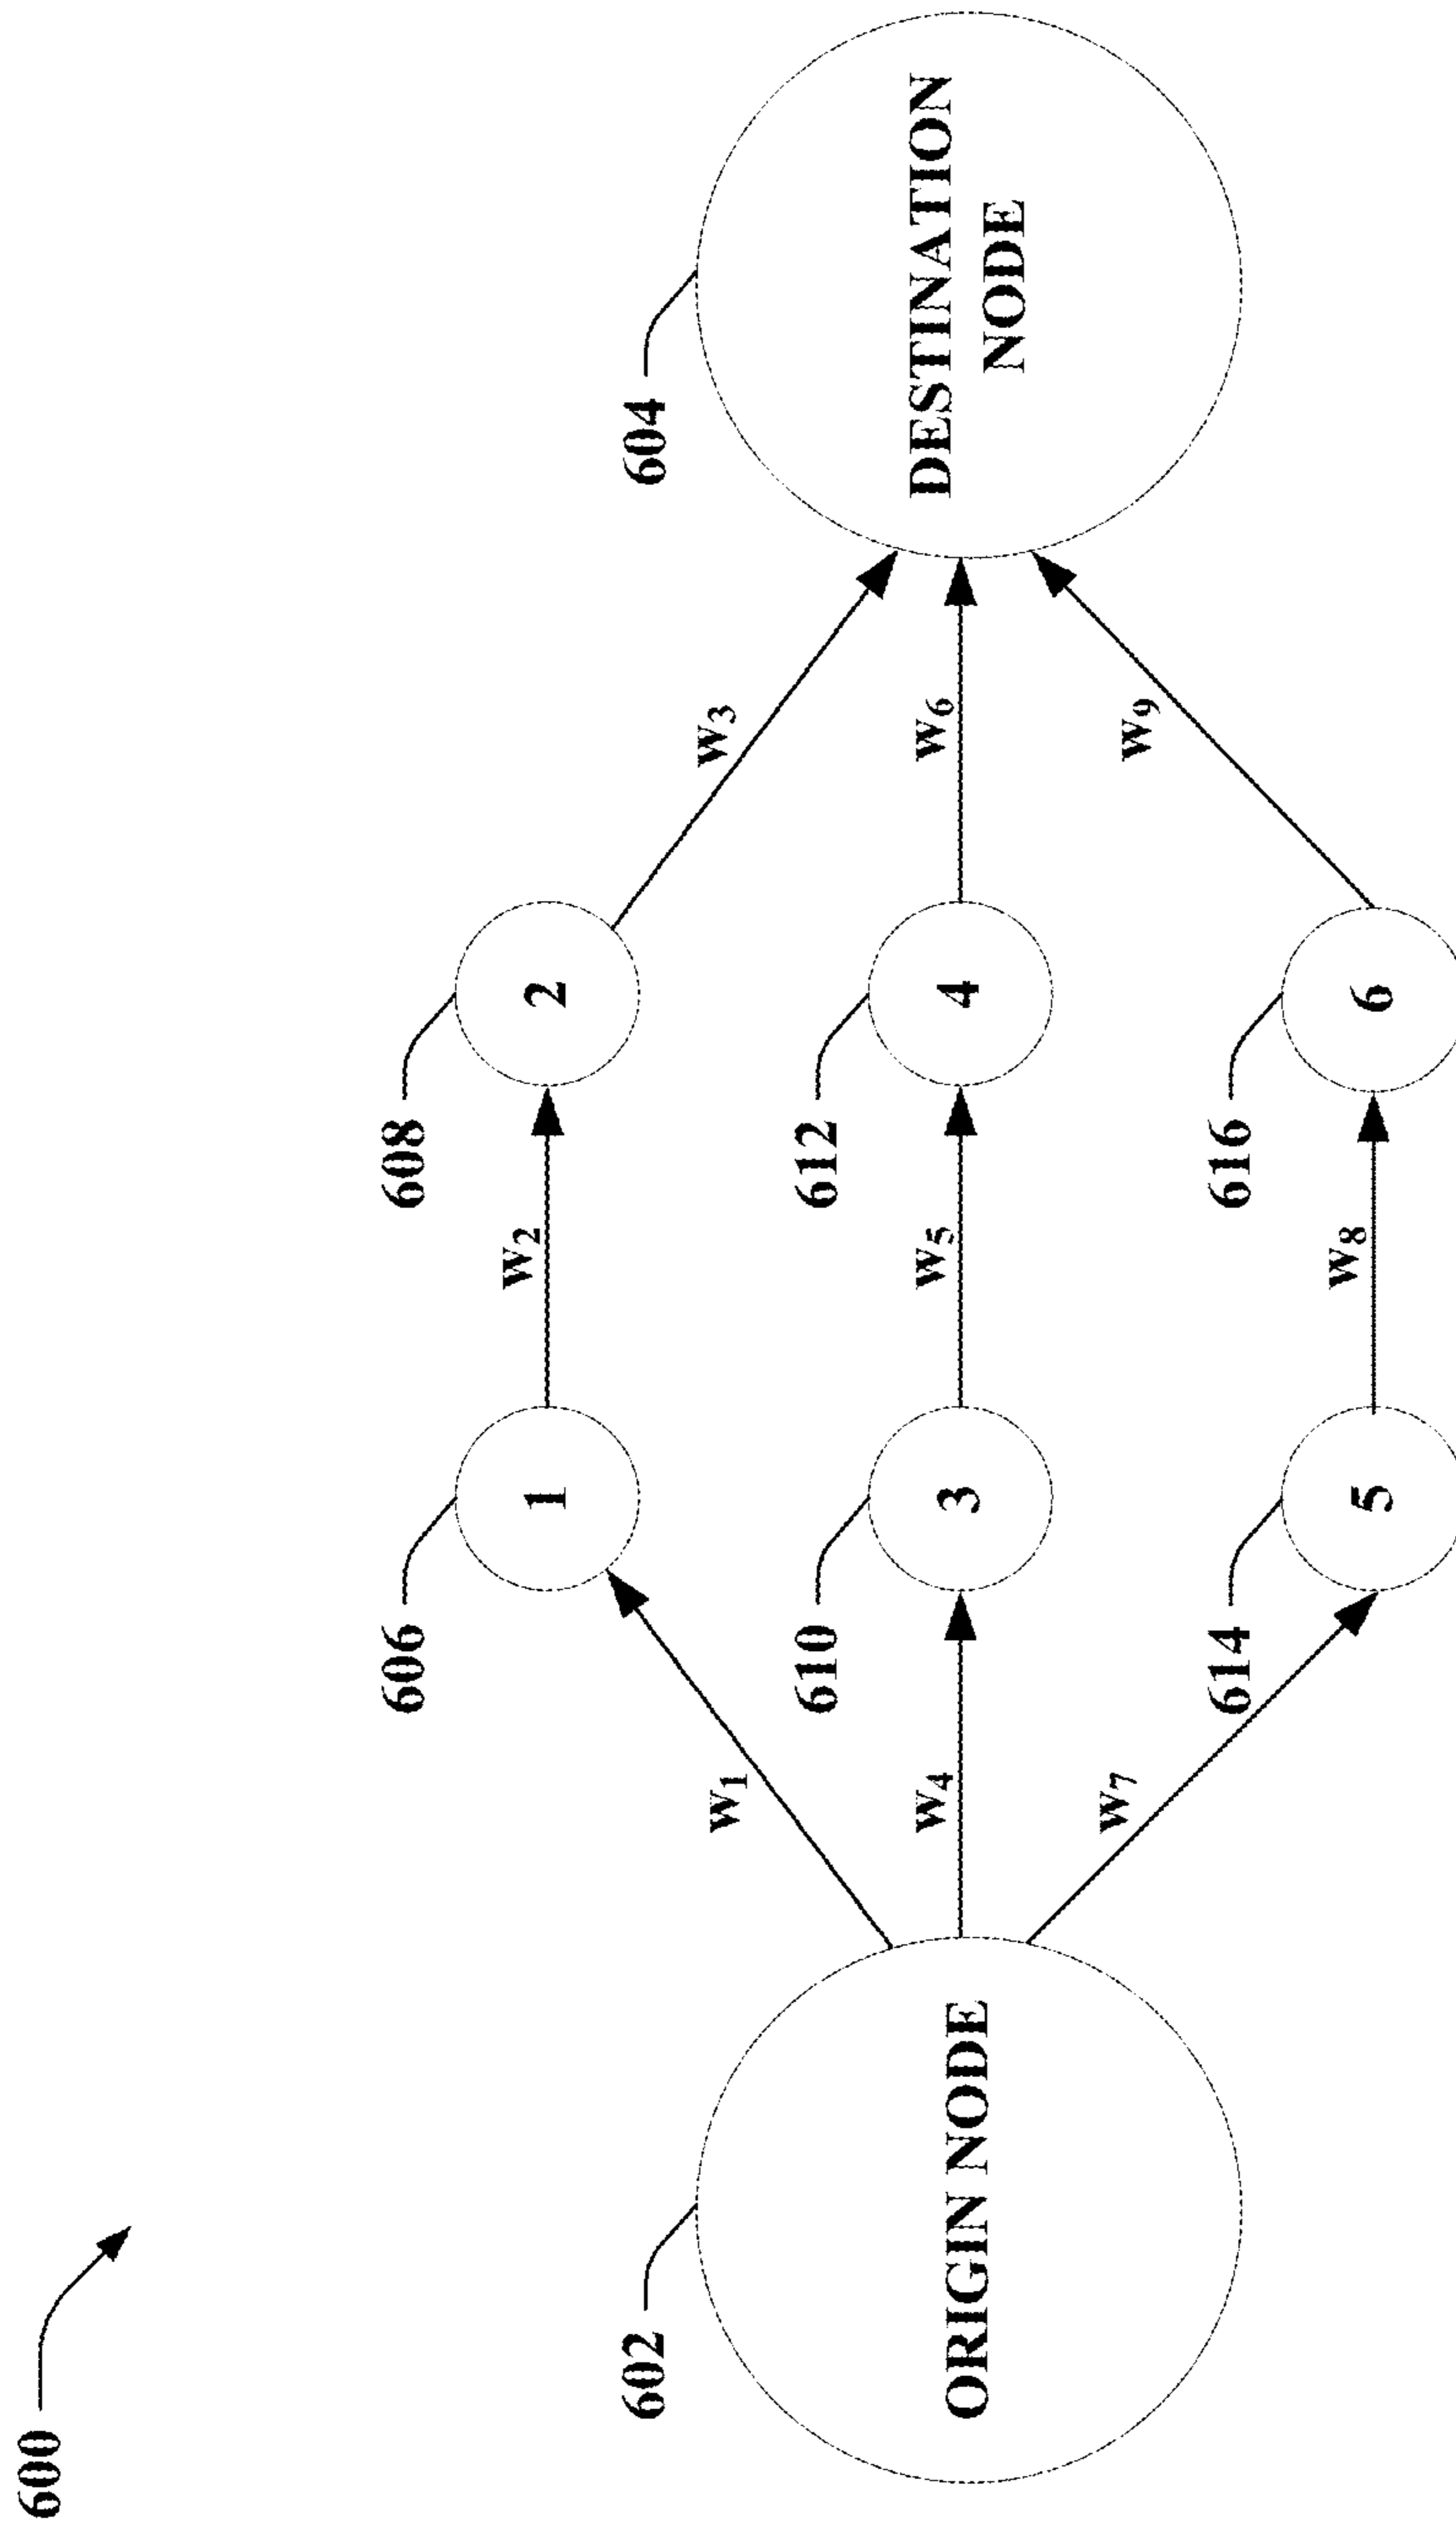 600
608
612
616
604
606
610
614
602
w₁
w₂
w₃
w₄
w₅
w₆
w₇
w₈
w₉
1
2
3
4
5
6
ORIGIN NODE
DESTINATION
NODE